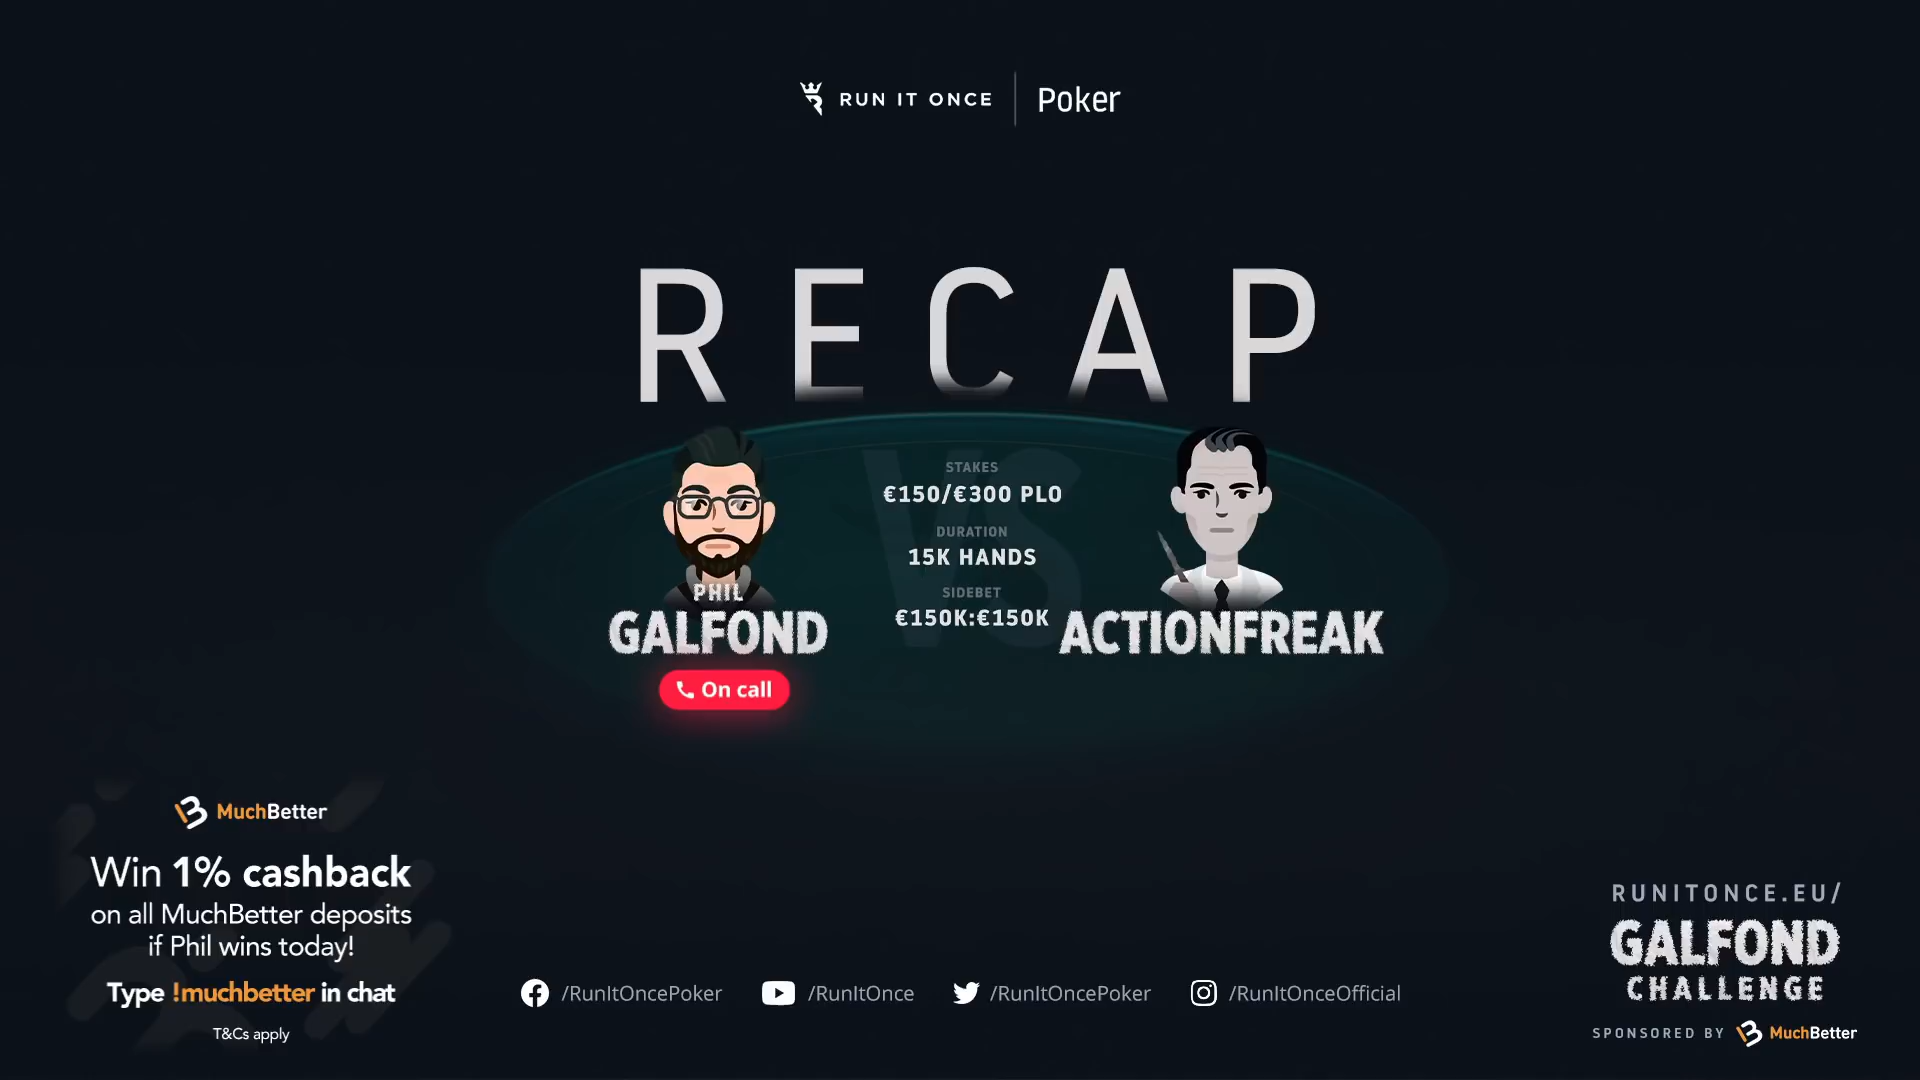 RUN IT ONCE | Poker
RECAP
VS
STAKES
€150/€300 PLO
DURATION
15K HANDS
SIDEBET
€150K:€150K
PHIL
GALFOND
On call
ACTIONFREAK
MuchBetter
Win 1% cashback
on all MuchBetter deposits
if Phil wins today!
Type !muchbetter in chat
T&Cs apply
/RunItOncePoker
/RunItOnce
/RunItOncePoker
/RunItOnceOfficial
RUNITONCE.EU/
GALFOND
CHALLENGE
SPONSORED BY MuchBetter